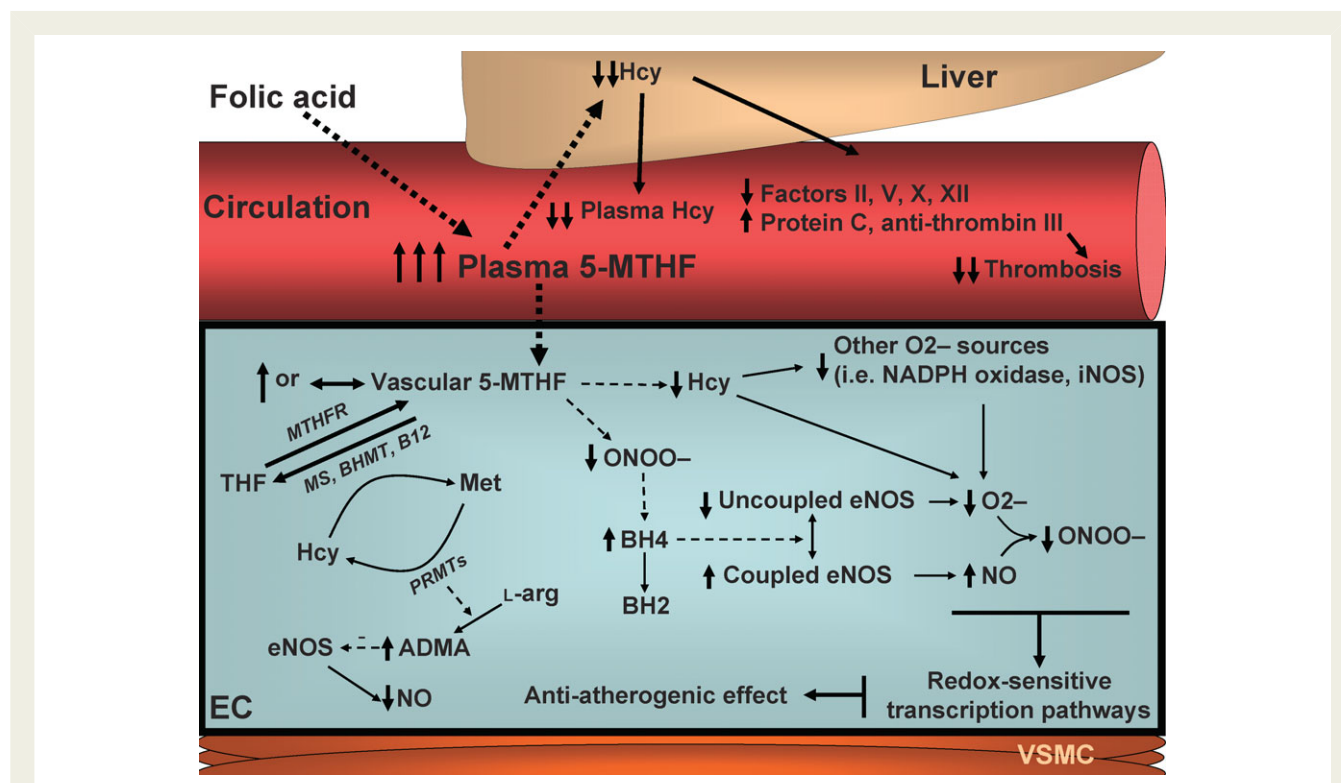 Folic acid
Hcy
Liver
Circulation
Plasma Hcy
Factors II, V, X, XII
Protein C, anti-thrombin III
Plasma 5-MTHF
Thrombosis
or
Vascular 5-MTHF
Hcy
Other O2– sources
(i.e. NADPH oxidase, iNOS)
MTHFR
MS, BHMT, B12
THF
ONOO–
Met
Hcy
Uncoupled eNOS
O2–
BH4
ONOO–
Coupled eNOS
NO
BH2
PRMTs
L-arg
eNOS
-
ADMA
NO
EC
Anti-atherogenic effect
Redox-sensitive
transcription pathways
VSMC